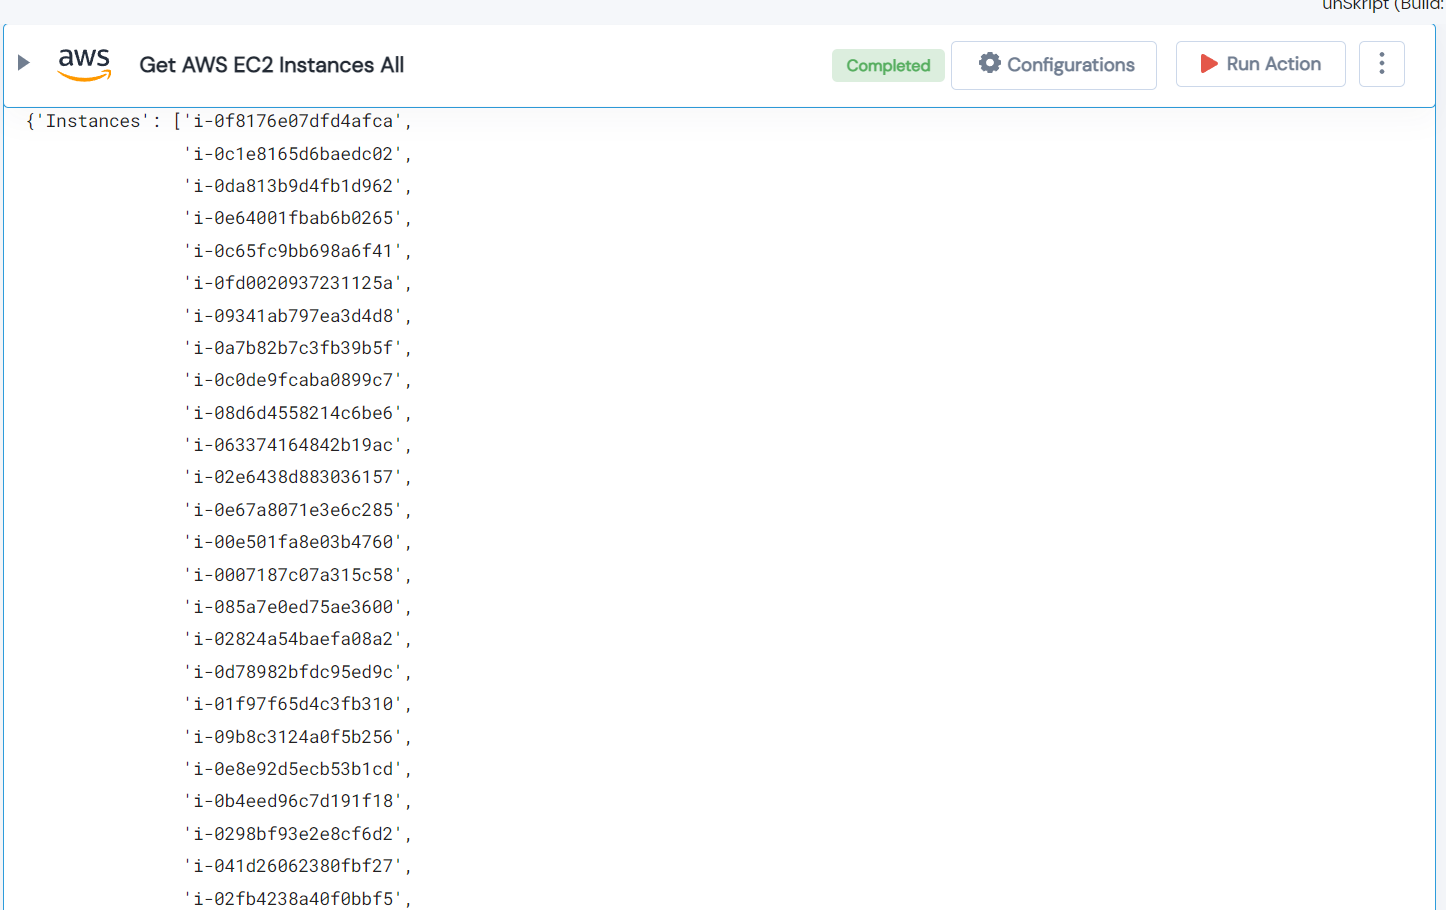 unSkript (Build:
aws Get AWS EC2 Instances All Completed Configurations Run Action
{'Instances': ['i-0f8176e07dfd4afca',
'i-0c1e8165d6baedc02',
'i-0da813b9d4fb1d962',
'i-0e64001fbab6b0265',
'i-0c65fc9bb698a6f41',
'i-0fd0020937231125a',
'i-09341ab797ea3d4d8',
'i-0a7b82b7c3fb39b5f',
'i-0c0de9fcaba0899c7',
'i-08d6d4558214c6be6',
'i-063374164842b19ac',
'i-02e6438d883036157',
'i-0e67a8071e3e6c285',
'i-00e501fa8e03b4760',
'i-0007187c07a315c58',
'i-085a7e0ed75ae3600',
'i-02824a54baefa08a2',
'i-0d78982bfdc95ed9c',
'i-01f97f65d4c3fb310',
'i-09b8c3124a0f5b256',
'i-0e8e92d5ecb53b1cd',
'i-0b4eed96c7d191f18',
'i-0298bf93e2e8cf6d2',
'i-041d26062380fbf27',
'i-02fb4238a40f0bbf5',